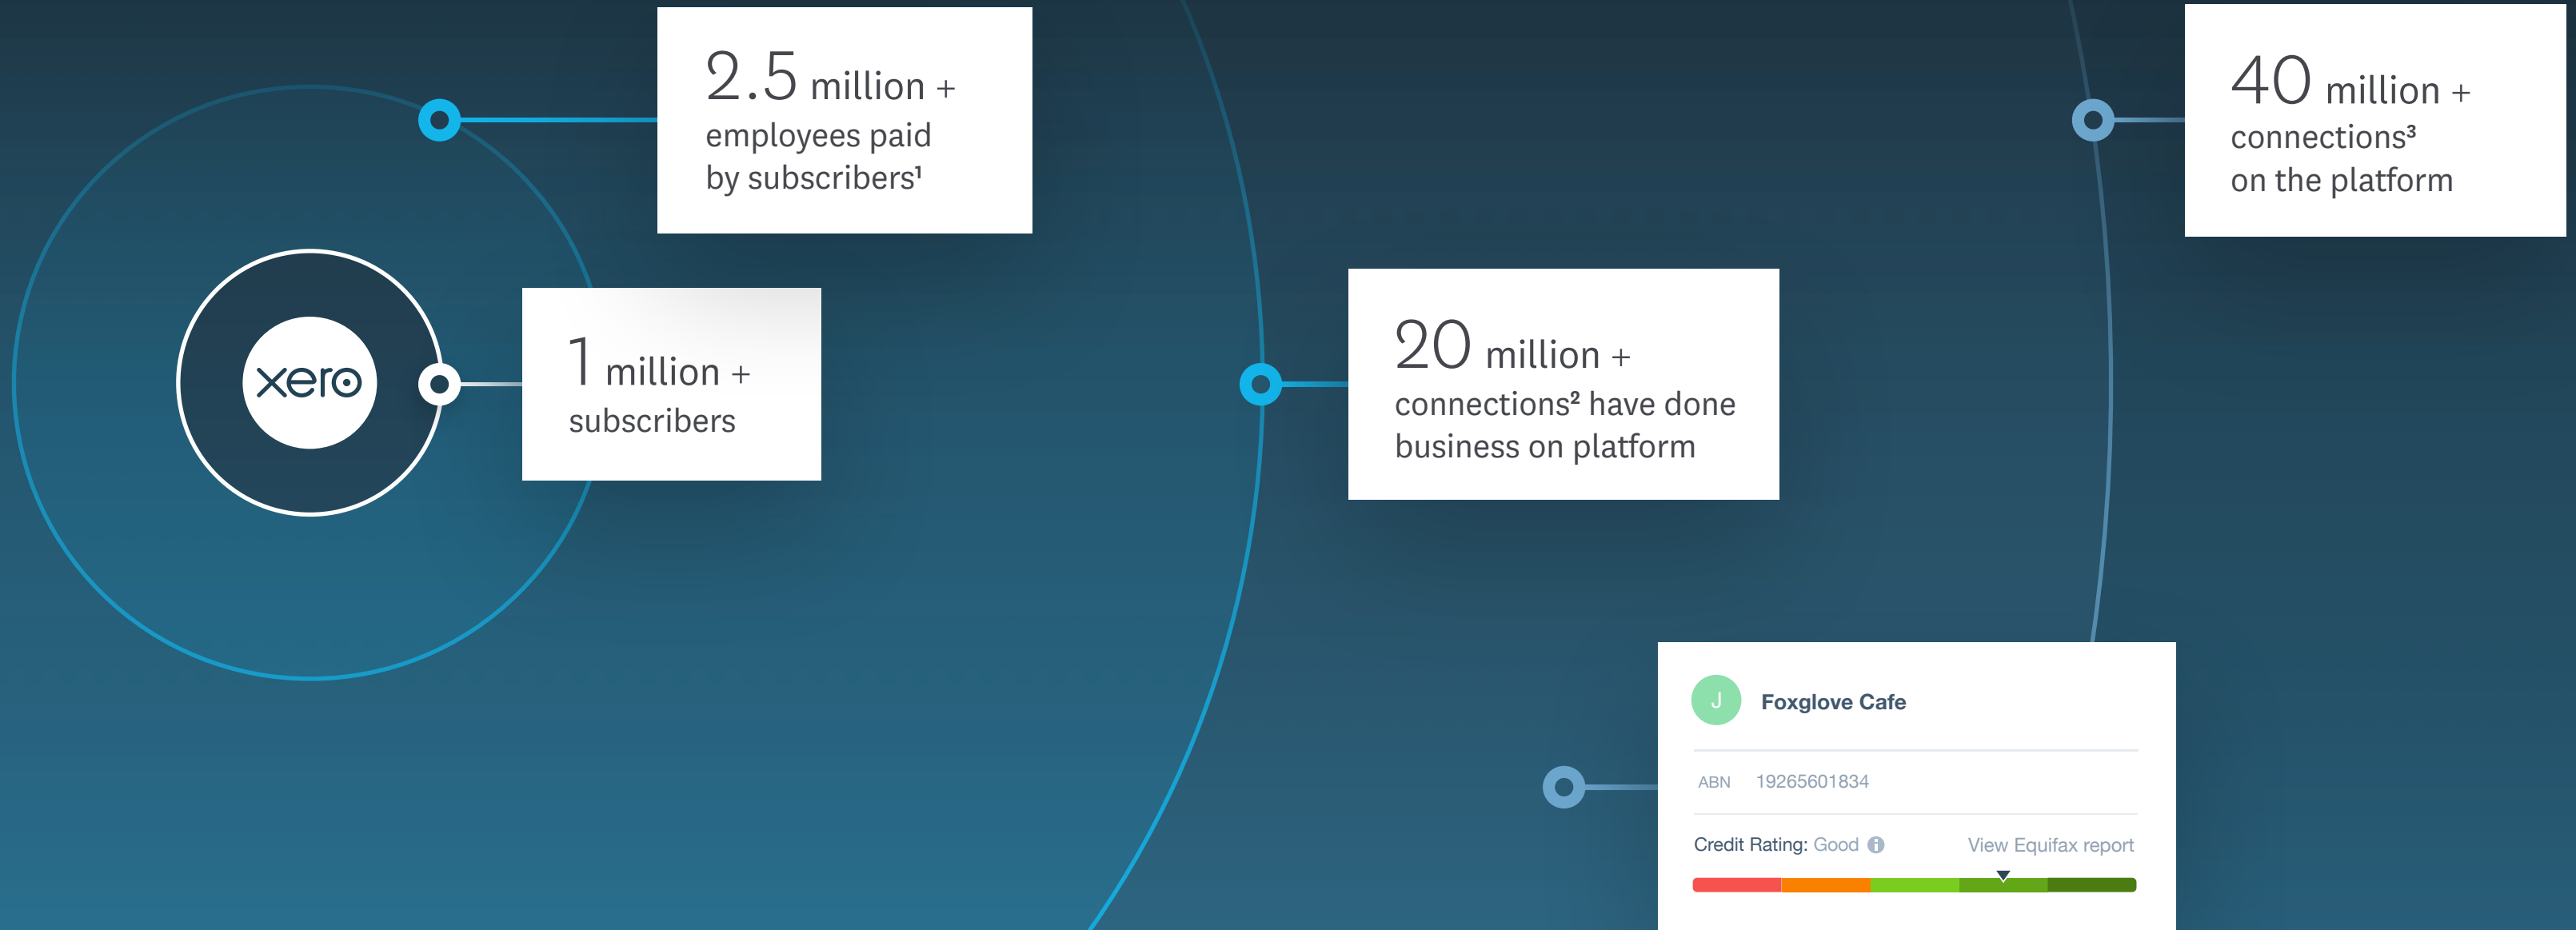 2.5 million +
employees paid
by subscribers¹
40 million +
connections³
on the platform
xero
1 million +
subscribers
20 million +
connections² have done
business on platform
J Foxglove Cafe
ABN 19265601834
Credit Rating: Good i View Equifax report